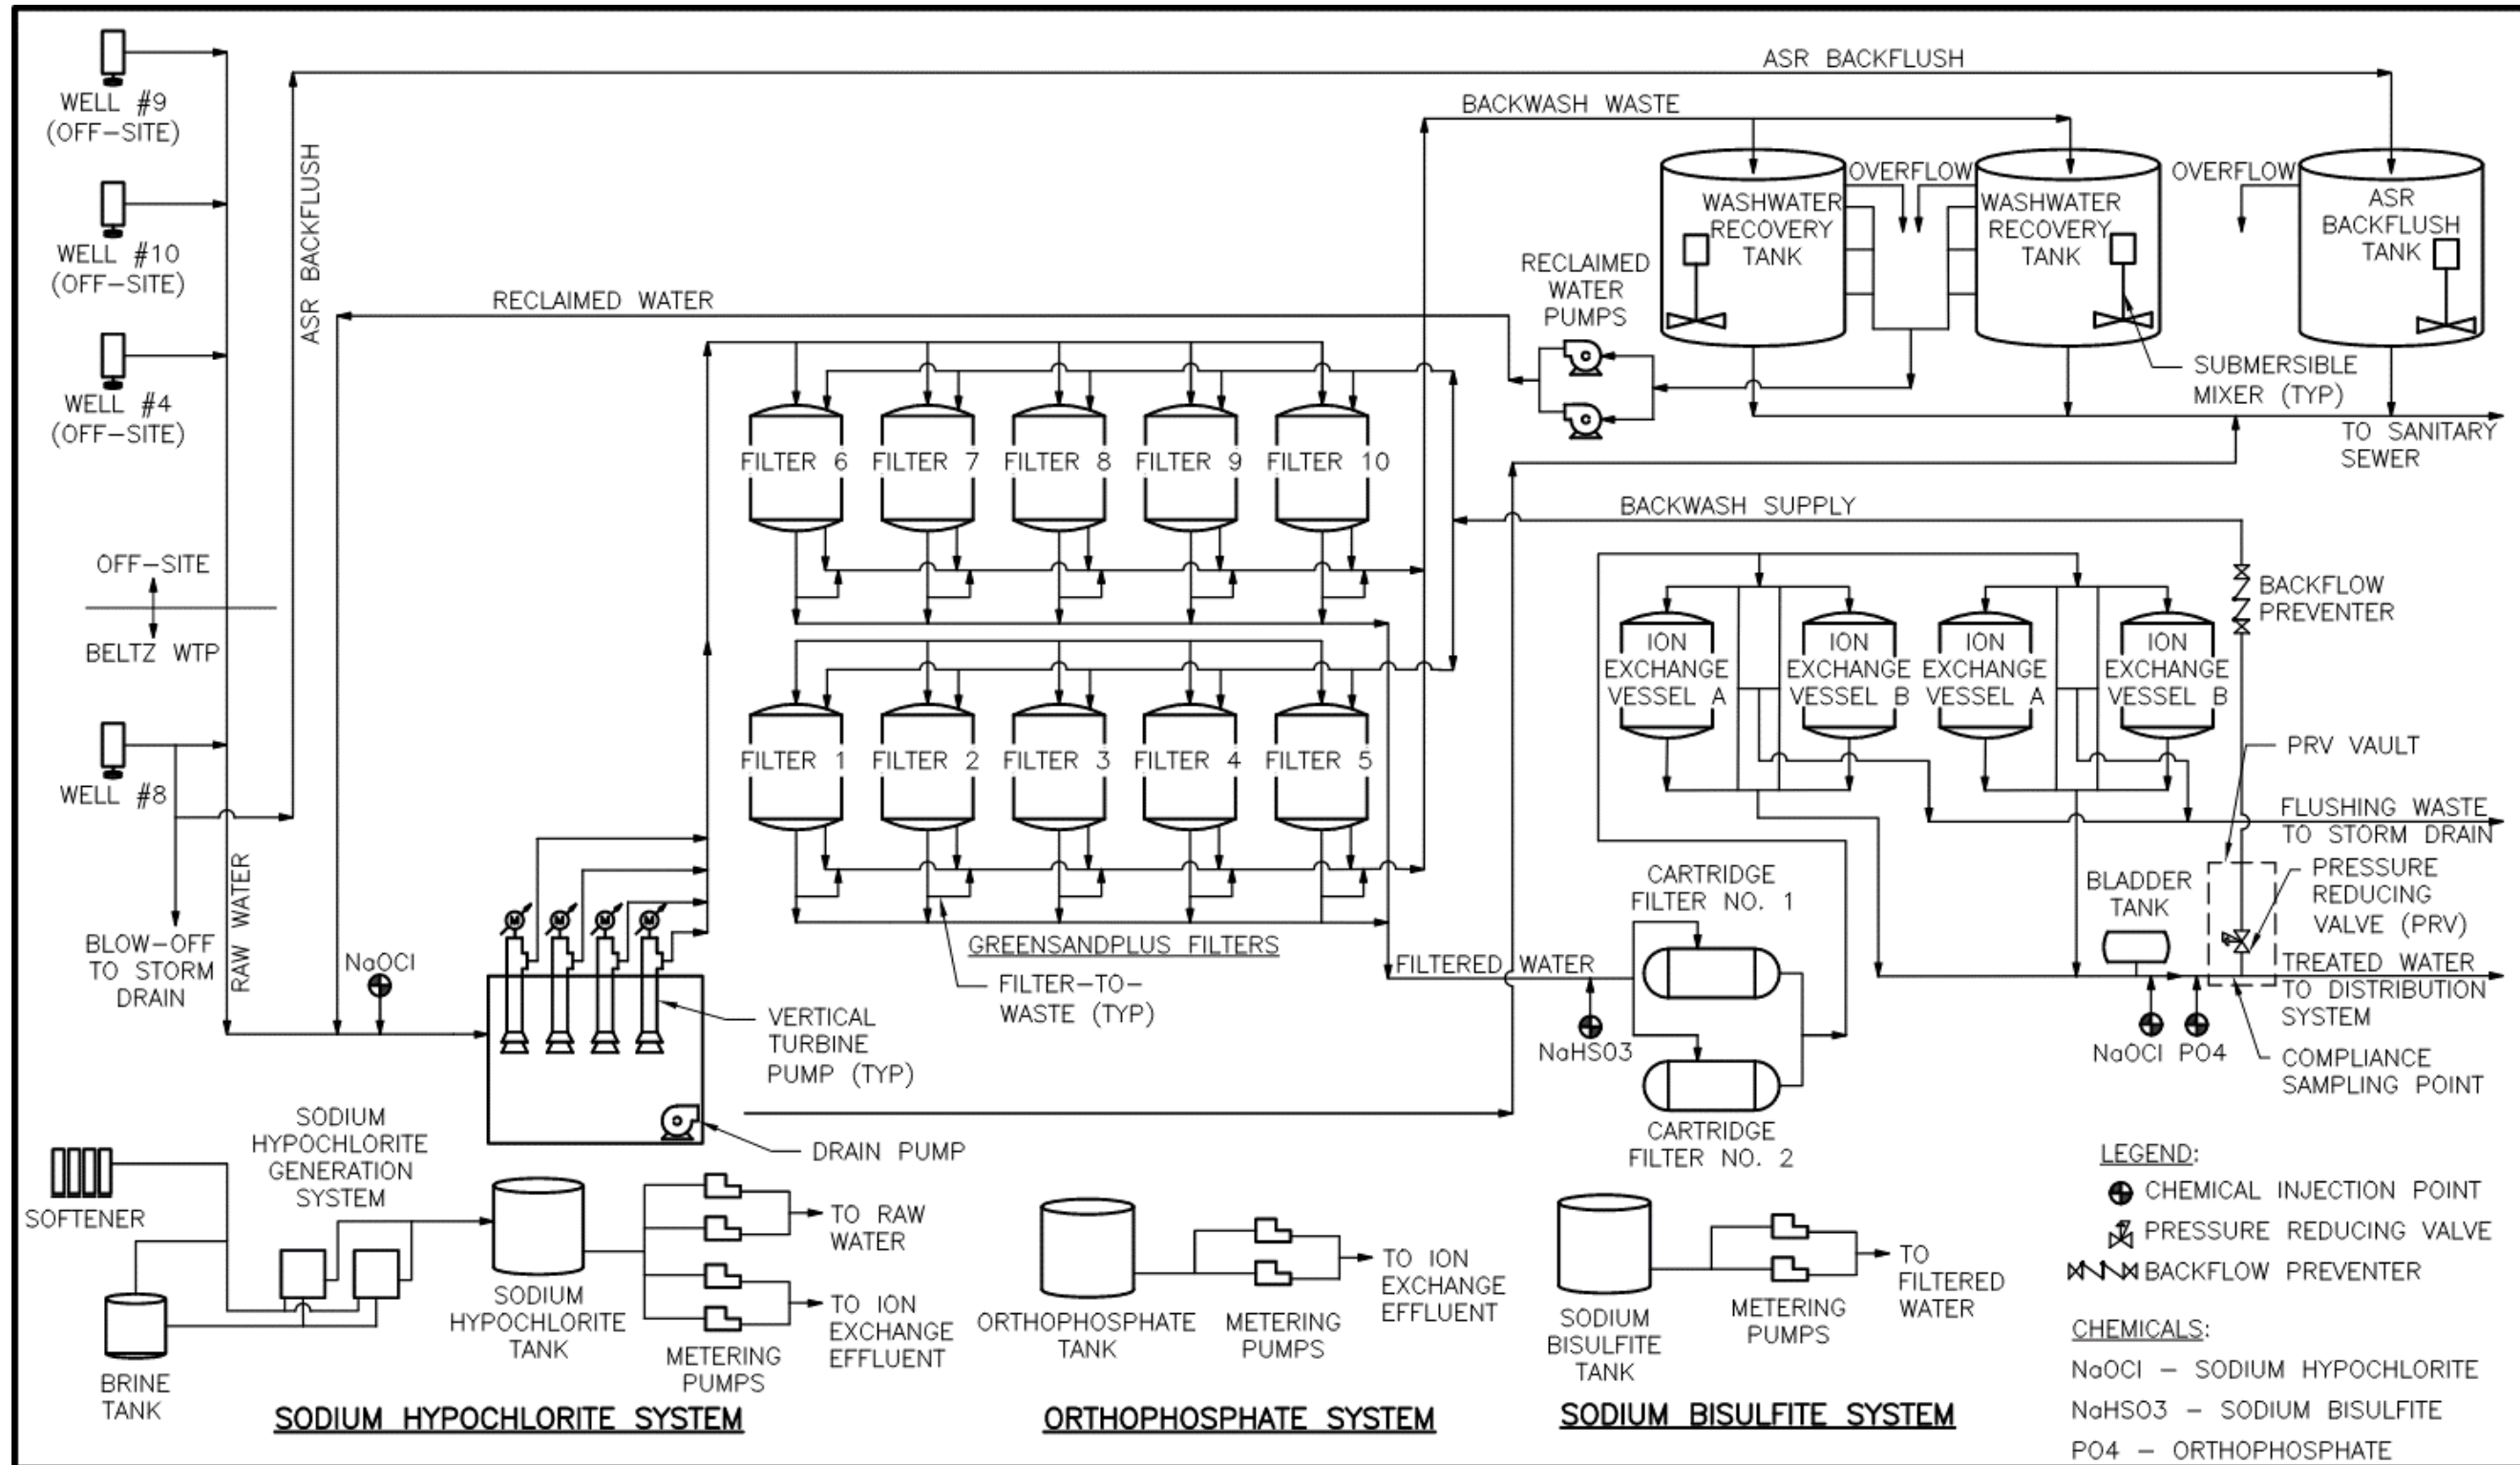 WELL #9
(OFF-SITE)
WELL #10
(OFF-SITE)
WELL #4
(OFF-SITE)
OFF-SITE
BELTZ WTP
WELL #8
BLOW-OFF
TO STORM
DRAIN
RAW WATER
ASR BACKFLUSH
NaOCl
ASR BACKFLUSH
BACKWASH WASTE
RECLAIMED WATER
RECLAIMED
WATER
PUMPS
OVERFLOW
WASHWATER
RECOVERY
TANK
WASHWATER
RECOVERY
TANK
OVERFLOW
ASR
BACKFLUSH
TANK
SUBMERSIBLE
MIXER (TYP)
TO SANITARY
SEWER
FILTER 6
FILTER 7
FILTER 8
FILTER 9
FILTER 10
FILTER 1
FILTER 2
FILTER 3
FILTER 4
FILTER 5
GREENSANDPLUS FILTERS
FILTER-TO-
WASTE (TYP)
VERTICAL
TURBINE
PUMP (TYP)
M
M
M
M
DRAIN PUMP
BACKWASH SUPPLY
BACKFLOW
PREVENTER
ION
EXCHANGE
VESSEL A
ION
EXCHANGE
VESSEL B
ION
EXCHANGE
VESSEL A
ION
EXCHANGE
VESSEL B
PRV VAULT
FLUSHING WASTE
TO STORM DRAIN
PRESSURE
REDUCING
VALVE (PRV)
BLADDER
TANK
TREATED WATER
TO DISTRIBUTION
SYSTEM
NaOCl PO4
COMPLIANCE
SAMPLING POINT
CARTRIDGE
FILTER NO. 1
FILTERED WATER
NaHSO3
CARTRIDGE
FILTER NO. 2
SOFTENER
SODIUM
HYPOCHLORITE
GENERATION
SYSTEM
BRINE
TANK
SODIUM
HYPOCHLORITE
TANK
METERING
PUMPS
TO RAW
WATER
TO ION
EXCHANGE
EFFLUENT
SODIUM HYPOCHLORITE SYSTEM
ORTHOPHOSPHATE
TANK
METERING
PUMPS
TO ION
EXCHANGE
EFFLUENT
ORTHOPHOSPHATE SYSTEM
SODIUM
BISULFITE
TANK
METERING
PUMPS
TO
FILTERED
WATER
SODIUM BISULFITE SYSTEM
LEGEND:
CHEMICAL INJECTION POINT
PRESSURE REDUCING VALVE
BACKFLOW PREVENTER
CHEMICALS:
NaOCl - SODIUM HYPOCHLORITE
NaHSO3 - SODIUM BISULFITE
PO4 - ORTHOPHOSPHATE